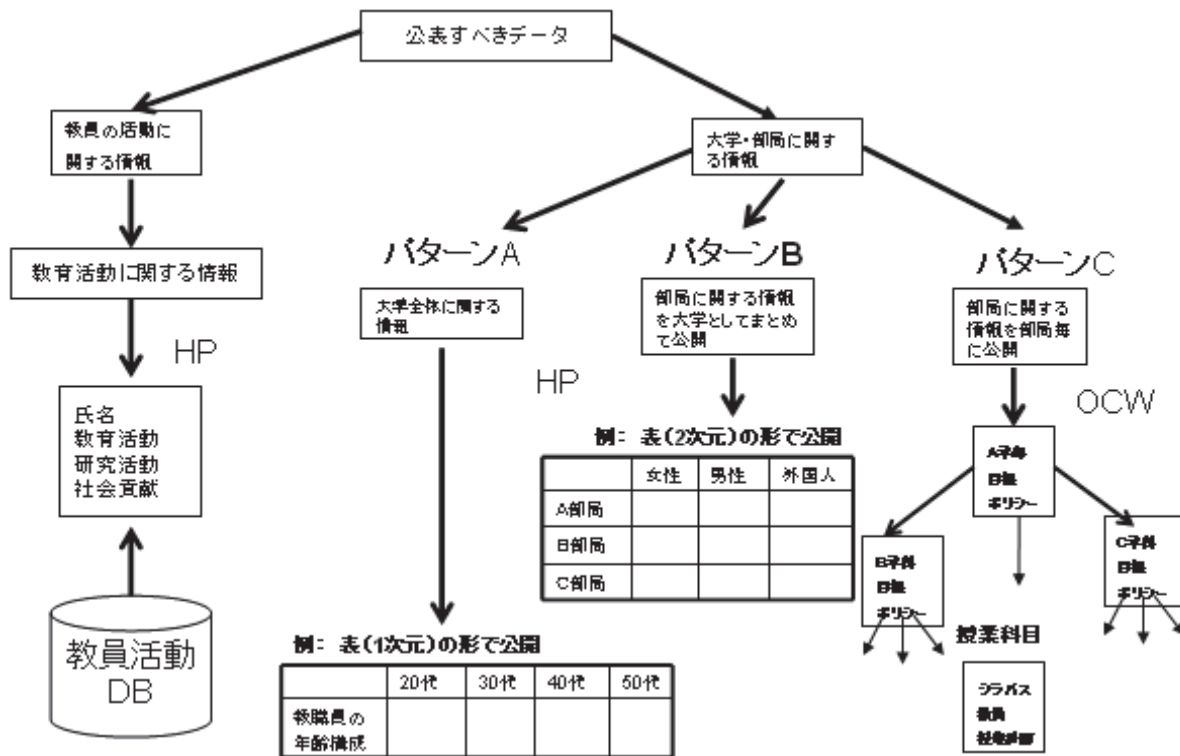 公表すべきデータ
教員の活動に
関する情報
大学・部局に関す
る情報
教育活動に関する情報
パターンA
パターンB
パターンC
大学全体に関する
情報
部局に関する情報
を大学としてまとめ
て公開
部局に関する
情報を部局毎
に公開
HP
HP
OCW
氏名
教育活動
研究活動
社会貢献
教員活動
DB
例： 表(2次元)の形で公開
女性 男性 外国人
A部局
B部局
C部局
例： 表(1次元)の形で公開
20代 30代 40代 50代
教職員の
年齢構成
ポリシー
B学科
ポリシー
C学科
ポリシー
授業科目
シラバス
教員